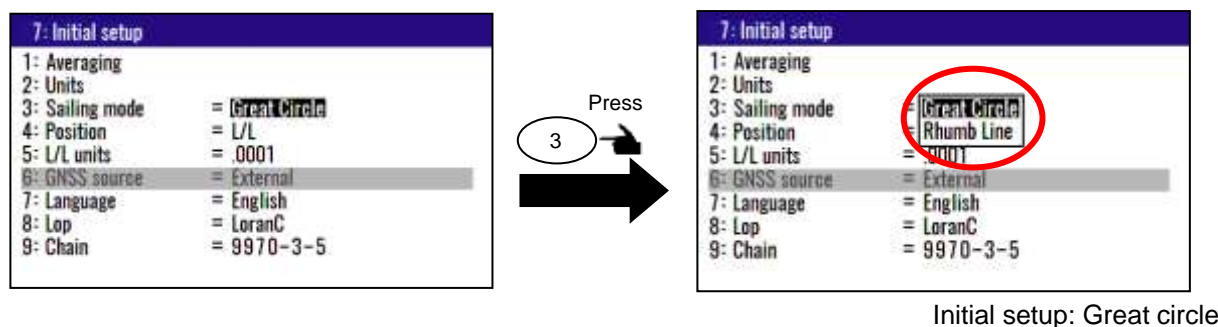 7: Initial setup
1: Averaging
2: Units
3: Sailing mode = Great Circle
4: Position = L/L
5: L/L units = .0001
6: GNSS source = External
7: Language = English
8: Lop = LoranC
9: Chain = 9970-3-5
Press
3
7: Initial setup
1: Averaging
2: Units
3: Sailing mode = Great Circle
4: Position = Rhumb Line
5: L/L units = .0001
6: GNSS source = External
7: Language = English
8: Lop = LoranC
9: Chain = 9970-3-5
Initial setup: Great circle